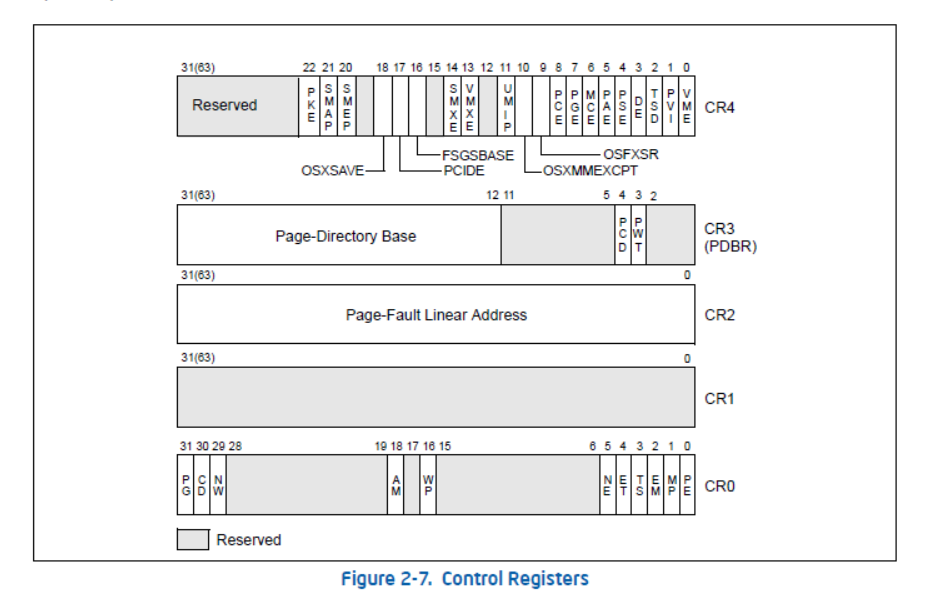 31(63) 22 21 20 18 17 16 15 14 13 12 11 10 9 8 7 6 5 4 3 2 1 0
Reserved PKE SMAP SMEP SMXE VMXE UMIP PCE PGE MCE PAE PSE DE TSD PVI VME CR4
FSGSBASE OSFXSR
OSXSAVE PCIDE OSXMMEXCPT
31(63) 12 11 5 4 3 2
Page-Directory Base PCD PWT CR3
(PDBR)
31(63) 0
Page-Fault Linear Address CR2
31(63) 0
CR1
31 30 29 28 19 18 17 16 15 6 5 4 3 2 1 0
PG CD NW AM WP NE ET TS EM MP PE CR0
Reserved
Figure 2-7. Control Registers